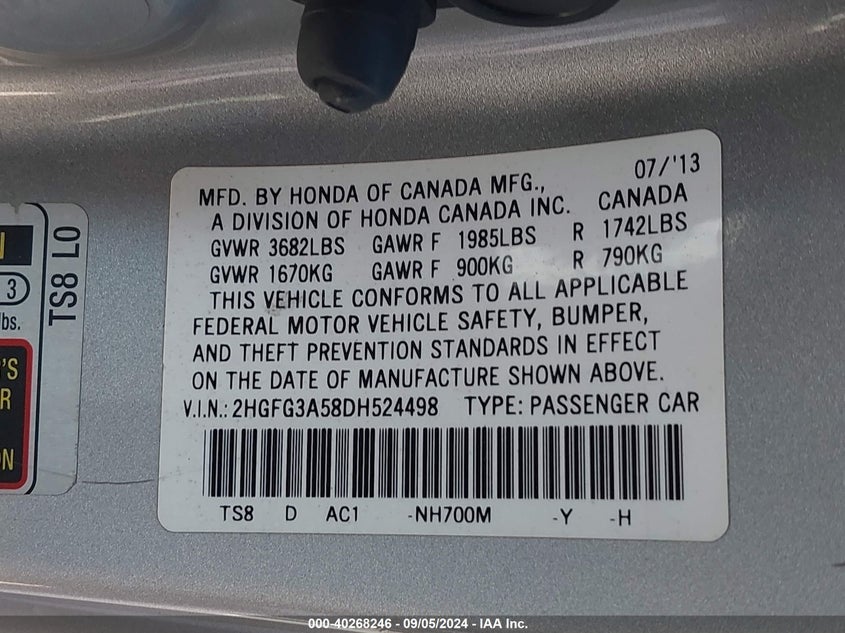 07/'13
MFD. BY HONDA OF CANADA MFG.,
A DIVISION OF HONDA CANADA INC. CANADA
GVWR 3682LBS GAWR F 1985LBS R 1742LBS
GVWR 1670KG GAWR F 900KG R 790KG
THIS VEHICLE CONFORMS TO ALL APPLICABLE
FEDERAL MOTOR VEHICLE SAFETY, BUMPER,
AND THEFT PREVENTION STANDARDS IN EFFECT
ON THE DATE OF MANUFACTURE SHOWN ABOVE.
V.I.N.: 2HGFG3A58DH524498 TYPE: PASSENGER CAR
TS8 D AC1 -NH700M -Y -H
TS8 L0
3
lbs.
'S
R
ON
000-40268246 - 09/05/2024 - IAA Inc.